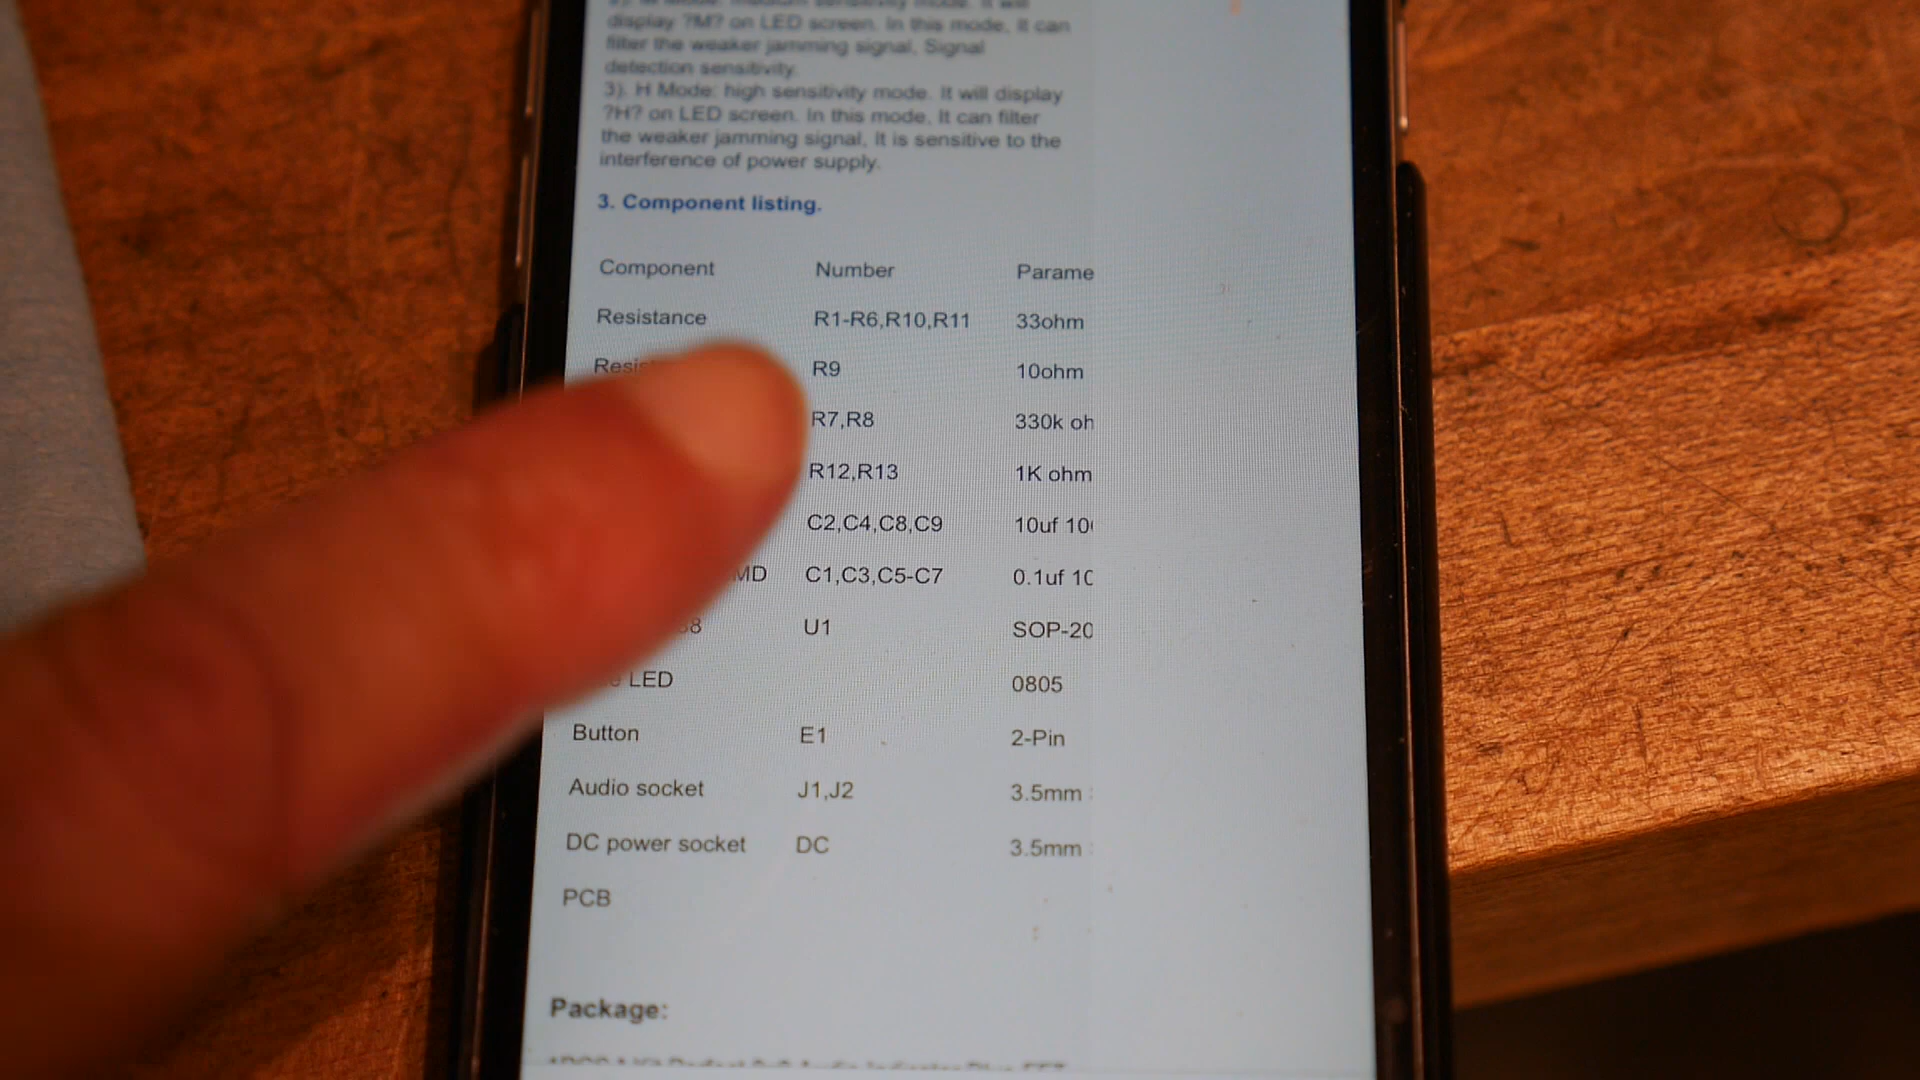 display ?M? on LED screen. In this mode, It can
filter the weaker jamming signal, Signal
detection sensitivity.
3). H Mode: high sensitivity mode. It will display
?H? on LED screen. In this mode, It can filter
the weaker jamming signal, It is sensitive to the
interference of power supply.
3. Component listing.
Component Number Parame
Resistance R1-R6,R10,R11 33ohm
R9 10ohm
R7,R8 330k oh
R12,R13 1K ohm
C2,C4,C8,C9 10uf 10
MD C1,C3,C5-C7 0.1uf 10
U1 SOP-20
LED 0805
Button E1 2-Pin
Audio socket J1,J2 3.5mm
DC power socket DC 3.5mm
PCB
Package: